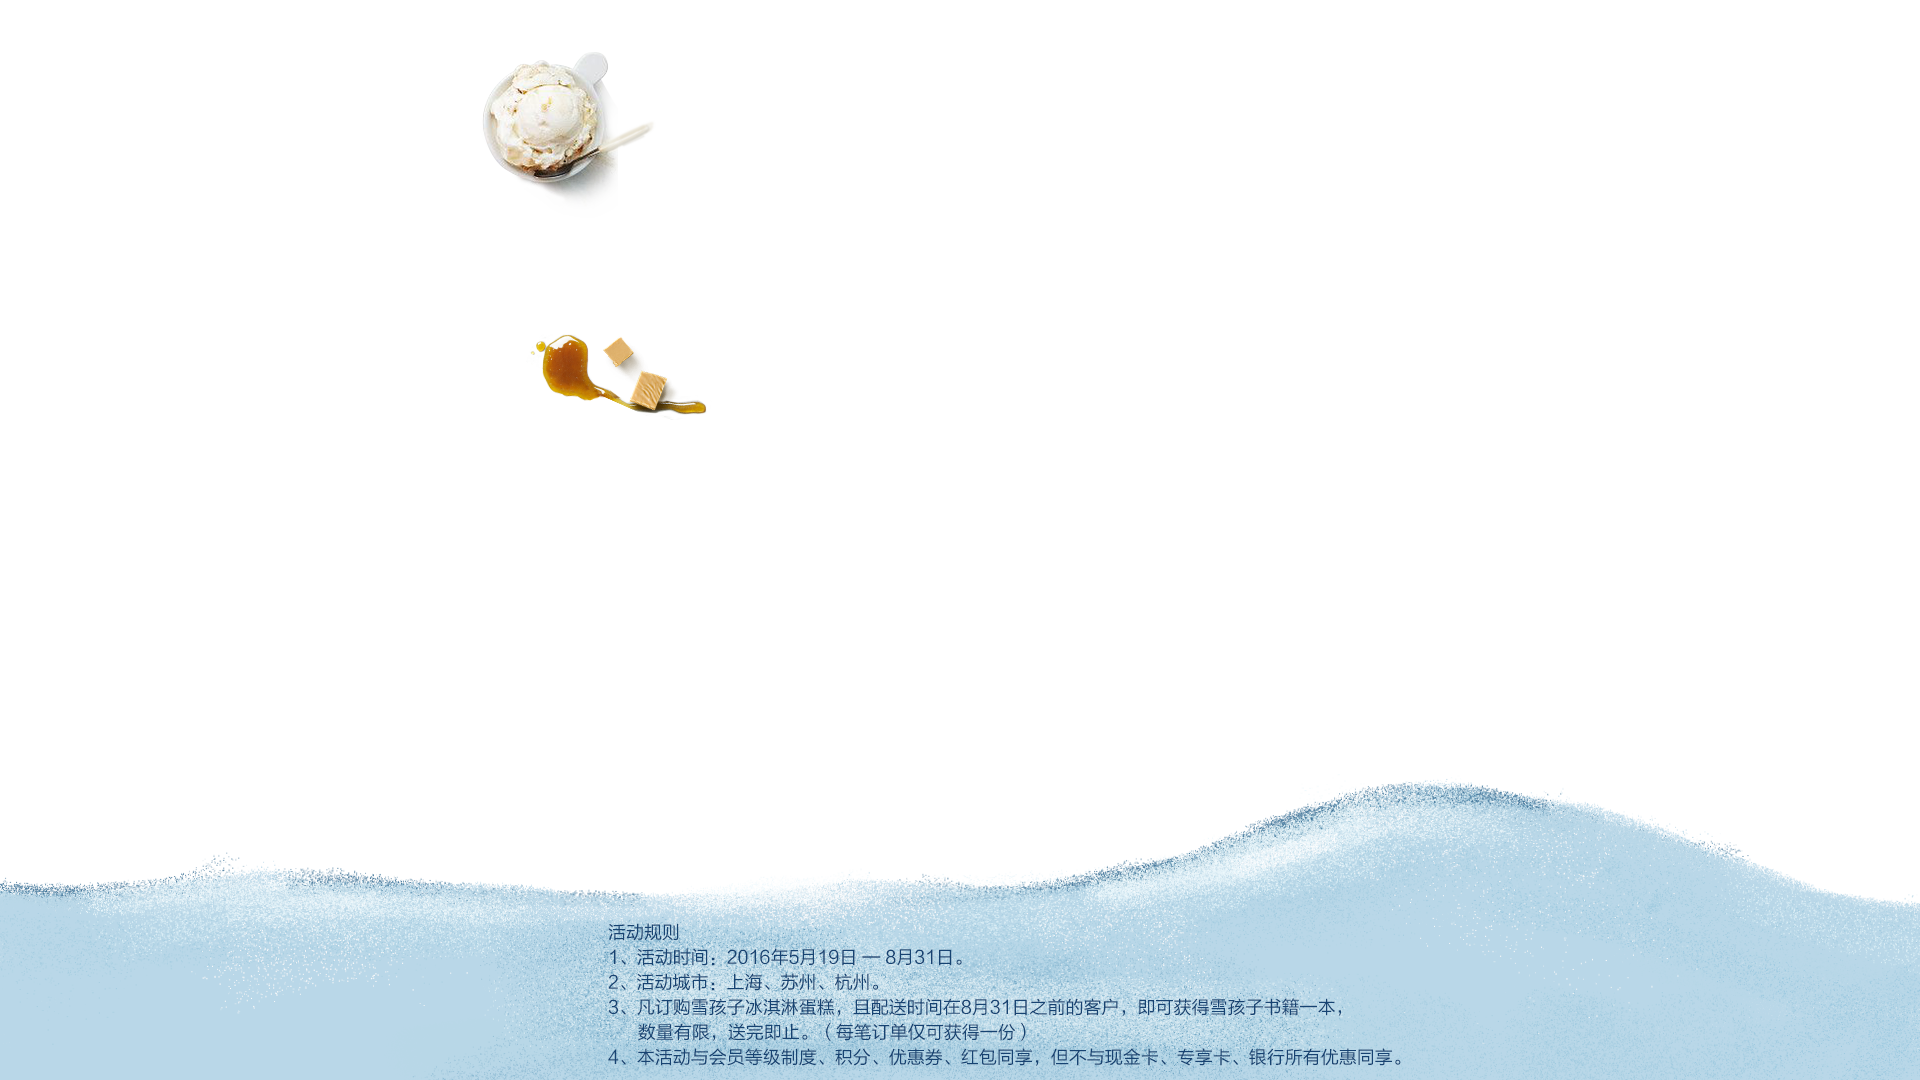 活动规则
1、活动时间：2016年5月19日 — 8月31日。
2、活动城市：上海、苏州、杭州。
3、凡订购雪孩子冰淇淋蛋糕，且配送时间在8月31日之前的客户，即可获得雪孩子书籍一本，
数量有限，送完即止。（每笔订单仅可获得一份）
4、本活动与会员等级制度、积分、优惠券、红包同享，但不与现金卡、专享卡、银行所有优惠同享。